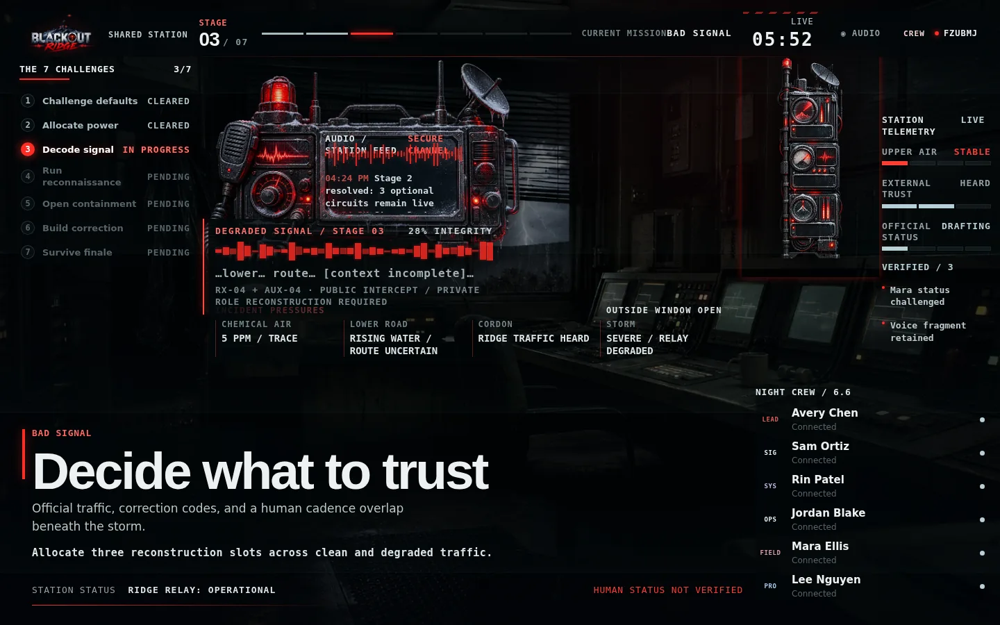 BLACKOUT
RIDGE
SHARED STATION
STAGE
03 / 07
CURRENT MISSION BAD SIGNAL
LIVE
05:52
AUDIO
CREW FZUBMJ
THE 7 CHALLENGES 3/7
1 Challenge defaults CLEARED
2 Allocate power CLEARED
3 Decode signal IN PROGRESS
4 Run reconnaissance PENDING
5 Open containment PENDING
6 Build correction PENDING
7 Survive finale PENDING
AUDIO / STATION FEED
SECURE CHANNEL
04:24 PM Stage 2
resolved: 3 optional
circuits remain live
DEGRADED SIGNAL / STAGE 03 28% INTEGRITY
…lower… route… [context incomplete]…
RX-04 + AUX-04 · PUBLIC INTERCEPT / PRIVATE
ROLE RECONSTRUCTION REQUIRED
INCIDENT PRESSURES
OUTSIDE WINDOW OPEN
CHEMICAL AIR
5 PPM / TRACE
LOWER ROAD
RISING WATER /
ROUTE UNCERTAIN
CORDON
RIDGE TRAFFIC HEARD
STORM
SEVERE / RELAY
DEGRADED
STATION TELEMETRY
LIVE
UPPER AIR STABLE
EXTERNAL TRUST
HEARD
OFFICIAL STATUS
DRAFTING
VERIFIED / 3
Mara status
challenged
Voice fragment
retained
NIGHT CREW / 6.6
LEAD Avery Chen
Connected
SIG Sam Ortiz
Connected
SYS Rin Patel
Connected
OPS Jordan Blake
Connected
FIELD Mara Ellis
Connected
PRO Lee Nguyen
Connected
BAD SIGNAL
Decide what to trust
Official traffic, correction codes, and a human cadence overlap
beneath the storm.
Allocate three reconstruction slots across clean and degraded traffic.
STATION STATUS RIDGE RELAY: OPERATIONAL
HUMAN STATUS NOT VERIFIED